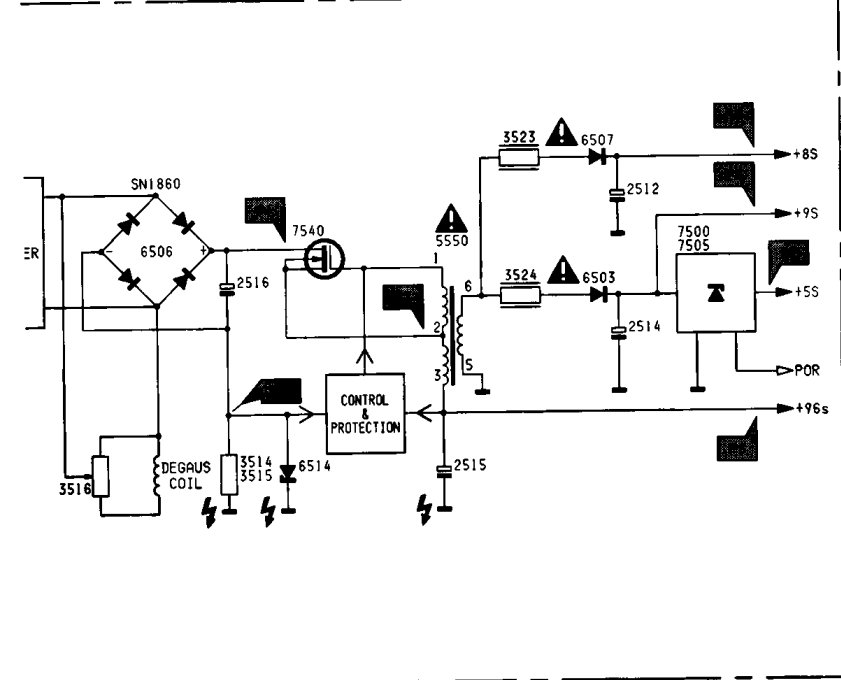 3523
6507
+8S
SN1860
2512
+9S
7540
7500
7505
5550
ER
6506
-
+
1
3524
6503
2516
6
+5S
2
2514
5
3
POR
CONTROL
&
PROTECTION
+96s
3514
3515
6514
2515
DEGAUS
COIL
3516